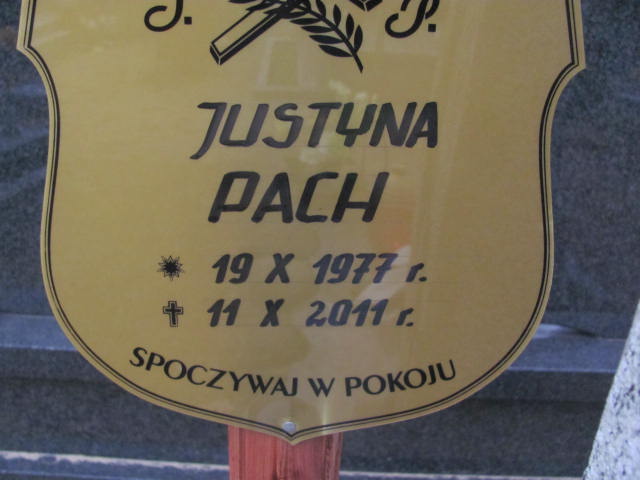 Ś. P.
JUSTYNA
PACH
19 X 1977 r.
11 X 2011 r.
SPOCZYWAJ W POKOJU